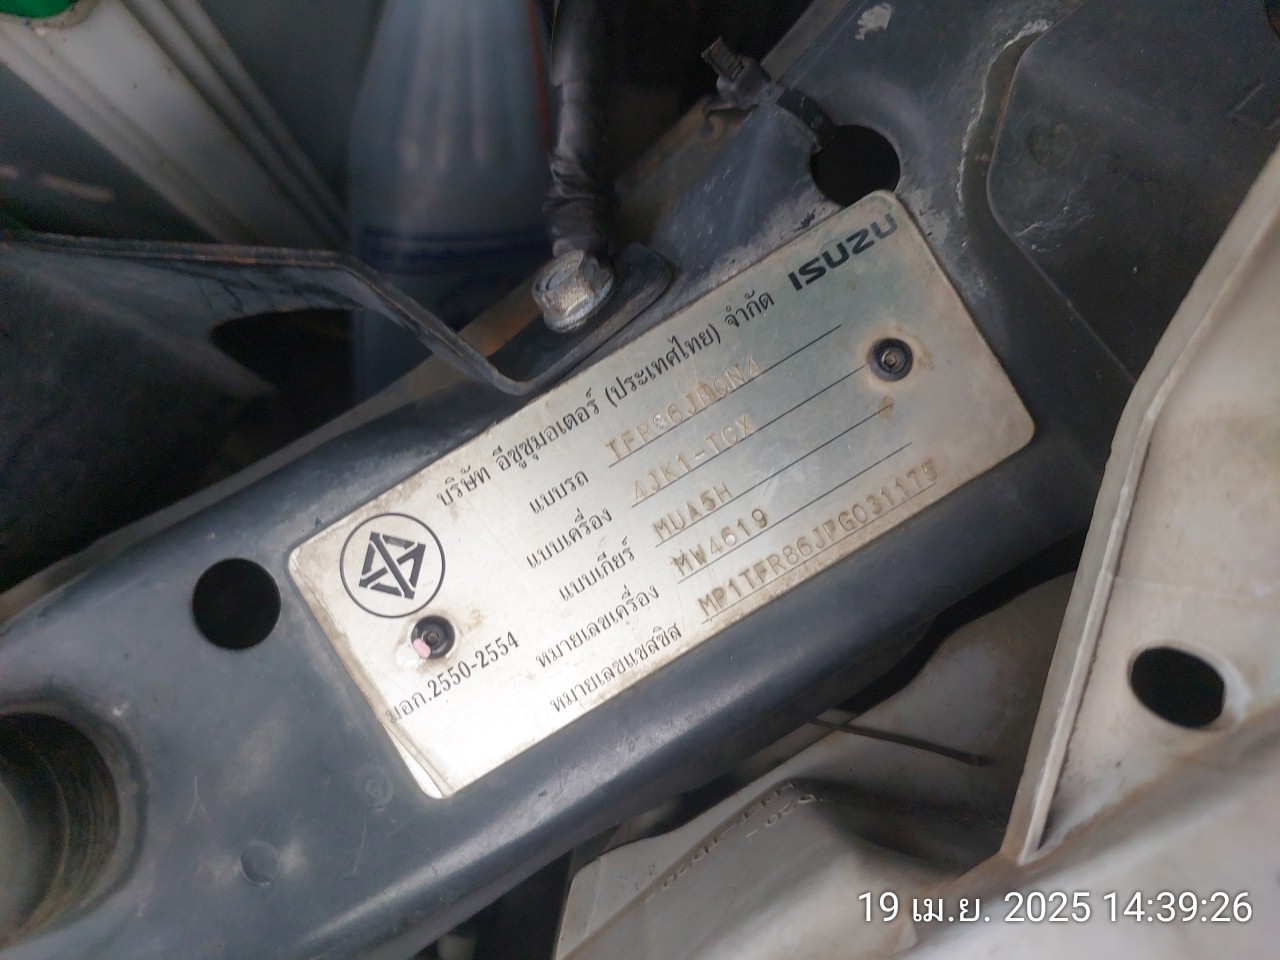 ISUZU
บริษัท อีซูซุมอเตอร์ (ประเทศไทย) จำกัด
แบบรถ
แบบเครื่อง 4JK1-TCX
แบบเกียร์ MUA5H
หมายเลขเครื่อง MW4619
หมายเลขแชสซิส MP1TFR86JPG031175
มอก.2550-2554
19 เม.ย. 2025 14:39:26